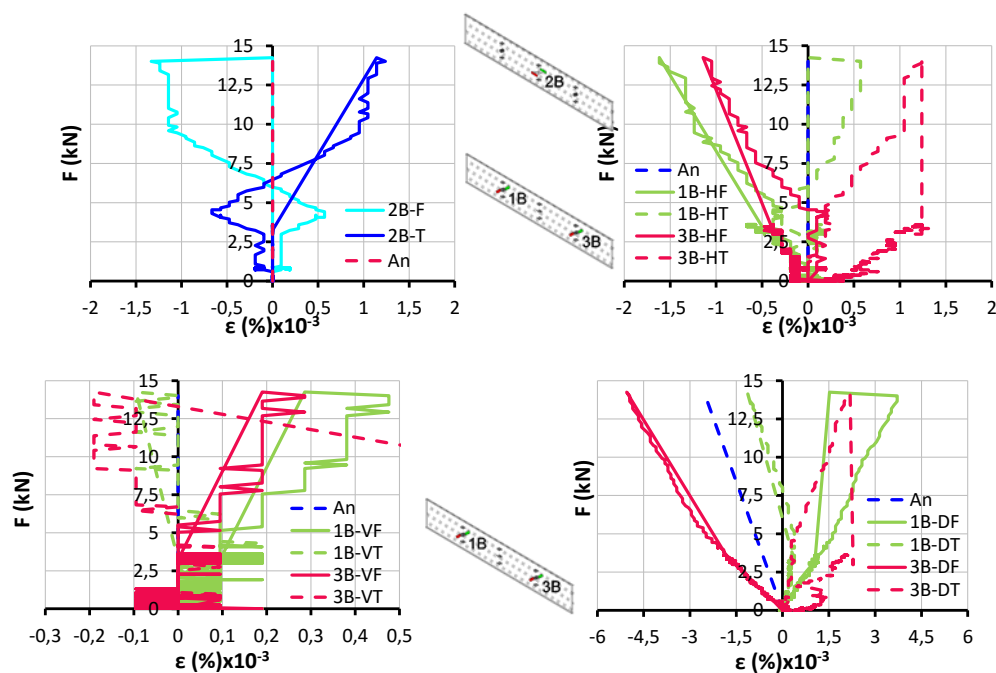 15
12,5
10
7,5
5
2,5
0
F (kN)
-2 -1,5 -1 -0,5 0 0,5 1 1,5 2
ε (%)x10-3
2B-F
2B-T
An
2B
1B
3B
15
12,5
10
7,5
5
2,5
0
F (kN)
-2 -1,5 -1 -0,5 0 0,5 1 1,5 2
ε (%)x10-3
An
1B-HF
1B-HT
3B-HF
3B-HT
15
12,5
10
7,5
5
2,5
0
F (kN)
-0,3 -0,2 -0,1 0 0,1 0,2 0,3 0,4 0,5
ε (%)x10-3
An
1B-VF
1B-VT
3B-VF
3B-VT
1B
3B
15
12,5
10
7,5
5
2,5
0
F (kN)
-6 -4,5 -3 -1,5 0 1,5 3 4,5 6
ε (%)x10-3
An
1B-DF
1B-DT
3B-DF
3B-DT